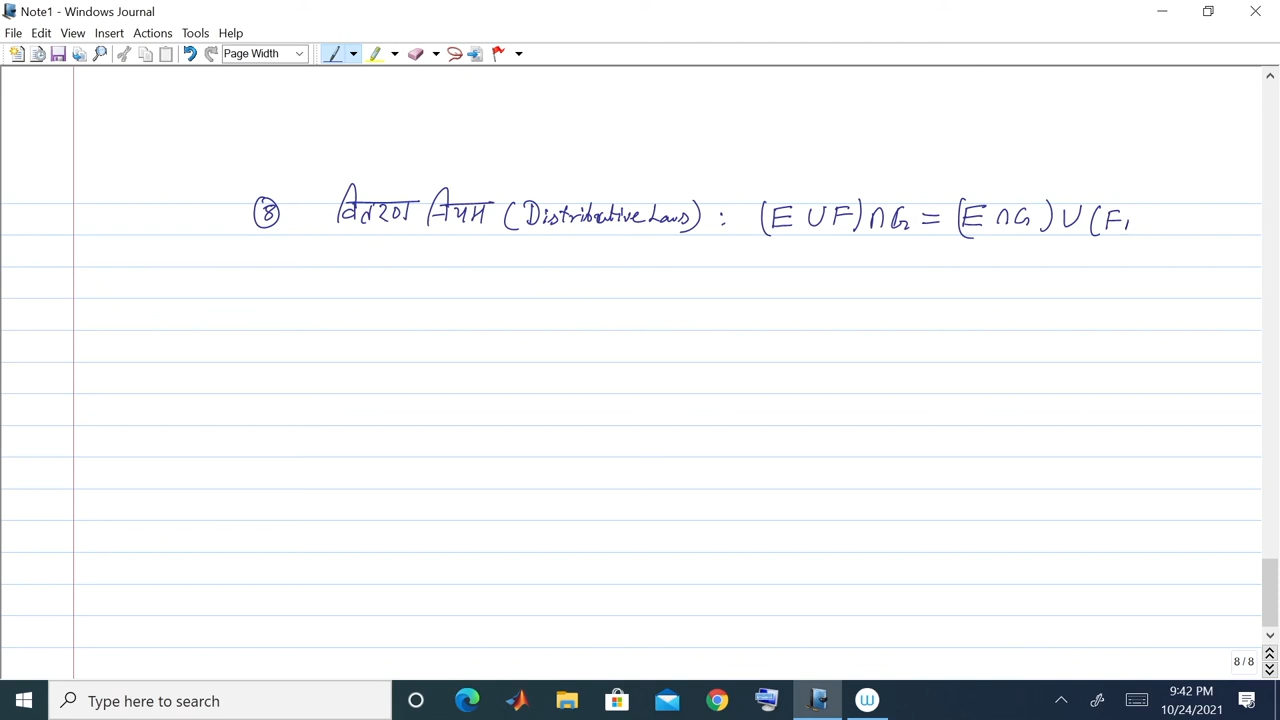 Note1 - Windows Journal
File Edit View Insert Actions Tools Help
Page Width
⑧ वितरण नियम (Distributive Laws) : (E ∪ F) ∩ G = (E ∩ G) ∪ (F
8 / 8
Type here to search
W
9:42 PM
10/24/2021